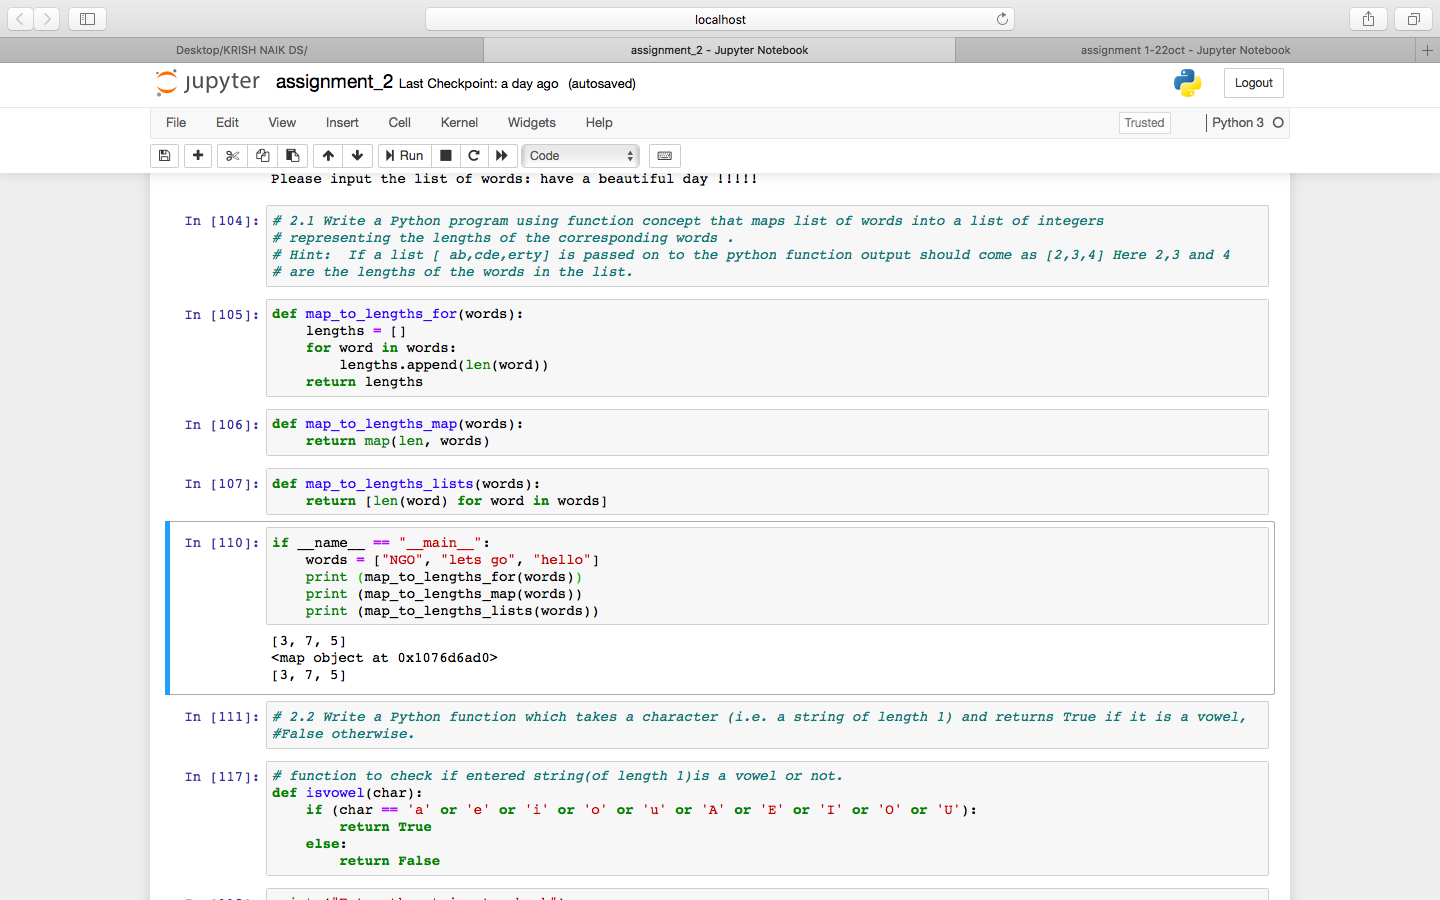 localhost
Desktop/KRISH NAIK DS/
assignment_2 - Jupyter Notebook
assignment 1-22oct - Jupyter Notebook
jupyter assignment_2 Last Checkpoint: a day ago (autosaved)
Logout
File Edit View Insert Cell Kernel Widgets Help
Trusted
Python 3
Run
Code
Please input the list of words: have a beautiful day !!!!!
In [104]: # 2.1 Write a Python program using function concept that maps list of words into a list of integers
# representing the lengths of the corresponding words .
# Hint:  If a list [ ab,cde,erty] is passed on to the python function output should come as [2,3,4] Here 2,3 and 4
# are the lengths of the words in the list.
In [105]: def map_to_lengths_for(words):
    lengths = []
    for word in words:
        lengths.append(len(word))
    return lengths
In [106]: def map_to_lengths_map(words):
    return map(len, words)
In [107]: def map_to_lengths_lists(words):
    return [len(word) for word in words]
In [110]: if __name__ == "__main__":
    words = ["NGO", "lets go", "hello"]
    print (map_to_lengths_for(words))
    print (map_to_lengths_map(words))
    print (map_to_lengths_lists(words))
[3, 7, 5]
<map object at 0x1076d6ad0>
[3, 7, 5]
In [111]: # 2.2 Write a Python function which takes a character (i.e. a string of length 1) and returns True if it is a vowel,
#False otherwise.
In [117]: # function to check if entered string(of length 1)is a vowel or not.
def isvowel(char):
    if (char == 'a' or 'e' or 'i' or 'o' or 'u' or 'A' or 'E' or 'I' or 'O' or 'U'):
        return True
    else:
        return False